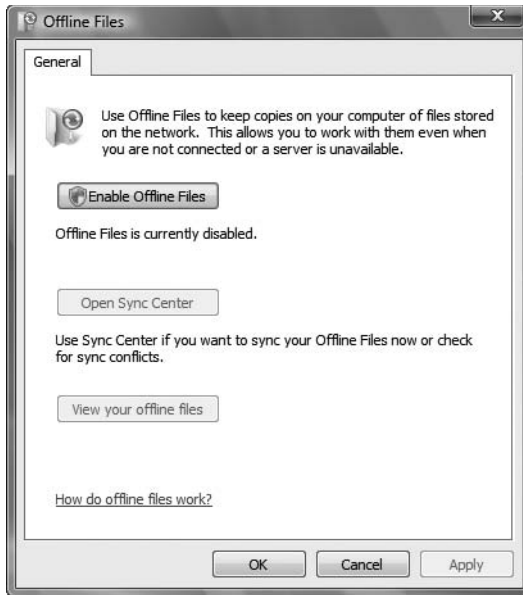 Offline Files
General
Use Offline Files to keep copies on your computer of files stored
on the network. This allows you to work with them even when
you are not connected or a server is unavailable.
Enable Offline Files
Offline Files is currently disabled.
Open Sync Center
Use Sync Center if you want to sync your Offline Files now or check
for sync conflicts.
View your offline files
How do offline files work?
OK Cancel Apply